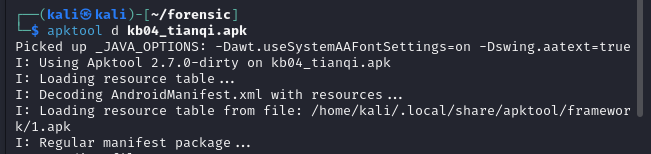 ┌──(kali㉿kali)-[~/forensic]
└─$ apktool d kb04_tianqi.apk
Picked up _JAVA_OPTIONS: -Dawt.useSystemAAFontSettings=on -Dswing.aatext=true
I: Using Apktool 2.7.0-dirty on kb04_tianqi.apk
I: Loading resource table...
I: Decoding AndroidManifest.xml with resources...
I: Loading resource table from file: /home/kali/.local/share/apktool/framewor
k/1.apk
I: Regular manifest package...